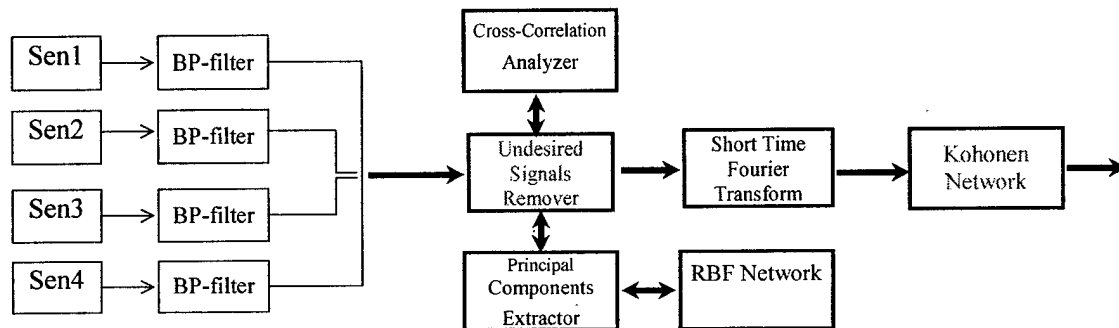 Sen1
BP-filter
Sen2
BP-filter
Sen3
BP-filter
Sen4
BP-filter
Cross-Correlation
Analyzer
Undesired
Signals
Remover
Principal
Components
Extractor
RBF Network
Short Time
Fourier
Transform
Kohonen
Network